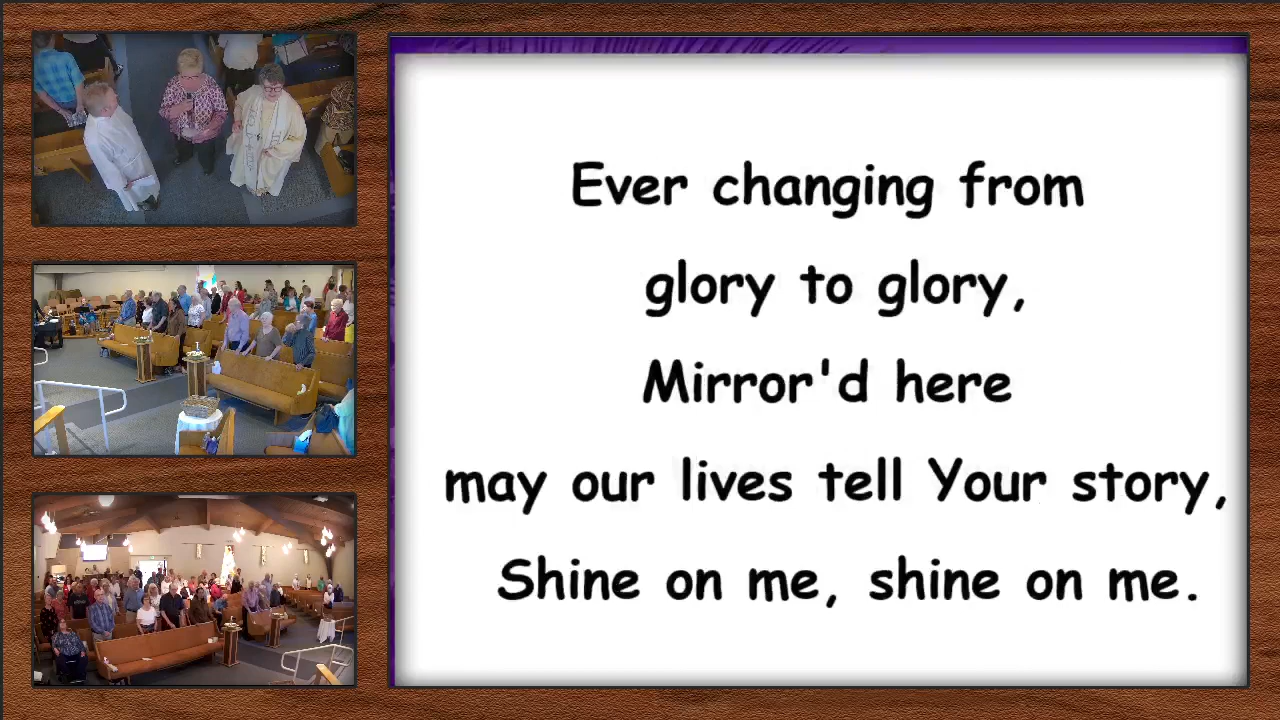 Ever changing from
glory to glory,
Mirror'd here
may our lives tell Your story,
Shine on me, shine on me.